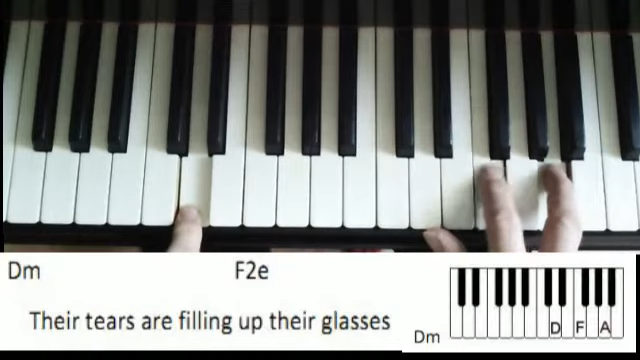 Dm F2e
Their tears are filling up their glasses
Dm
D F A